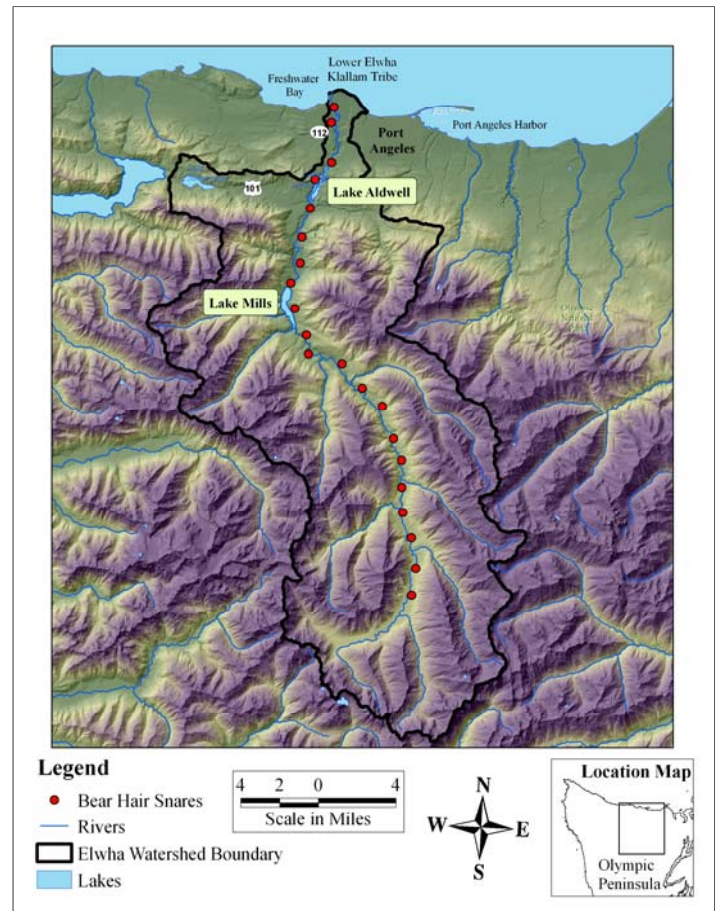 Lower Elwha
Klallam Tribe
Freshwater
Bay
Port Angeles Harbor
112
Port
Angeles
101
Lake Aldwell
Lake Mills
Legend
Bear Hair Snares
Rivers
Elwha Watershed Boundary
Lakes
4 2 0 4
Scale in Miles
N
W E
S
Location Map
Olympic
Peninsula